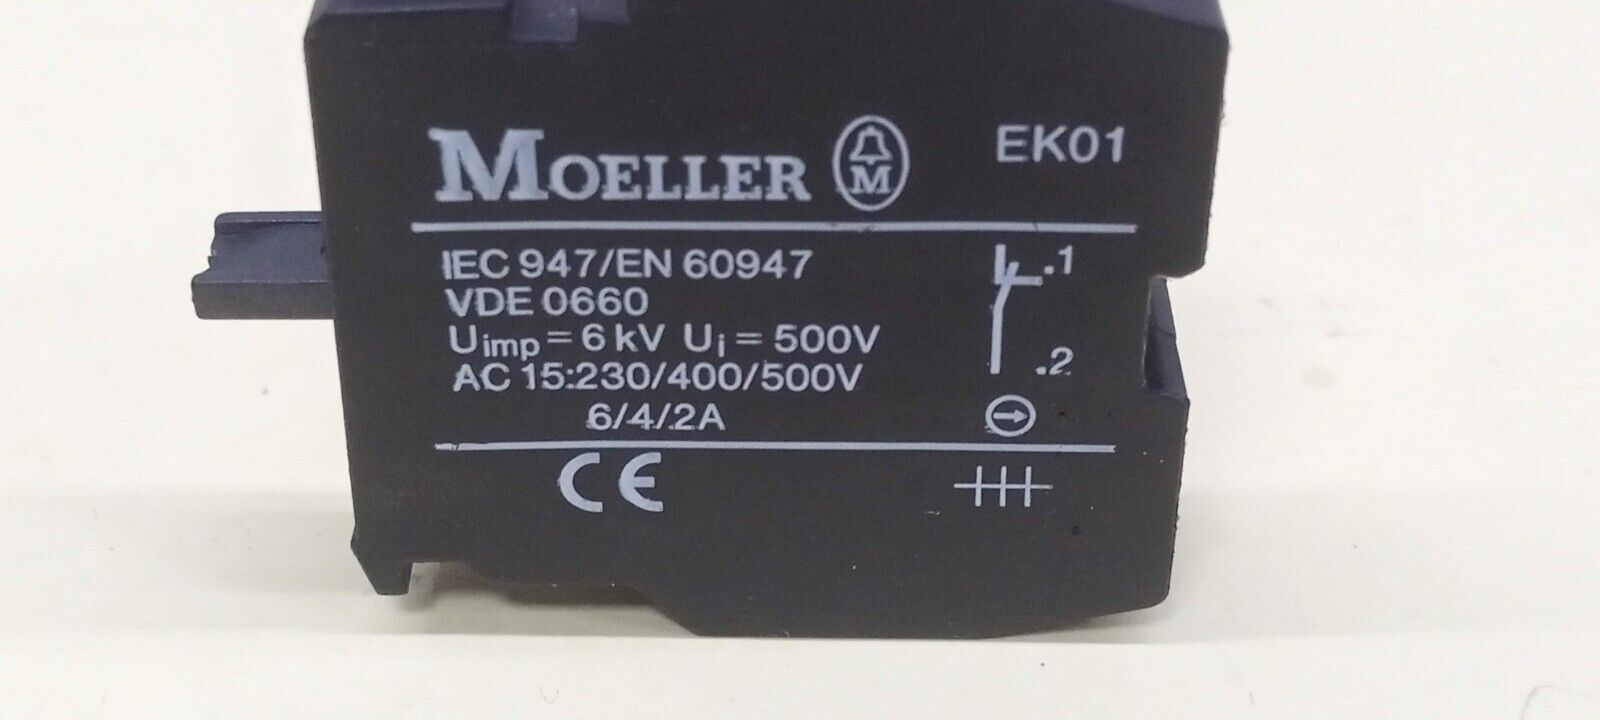 MOELLER M EK01
IEC 947/EN 60947 .1
VDE 0660
Uimp = 6 kV Ui = 500V
AC 15:230/400/500V .2
6/4/2A
CE